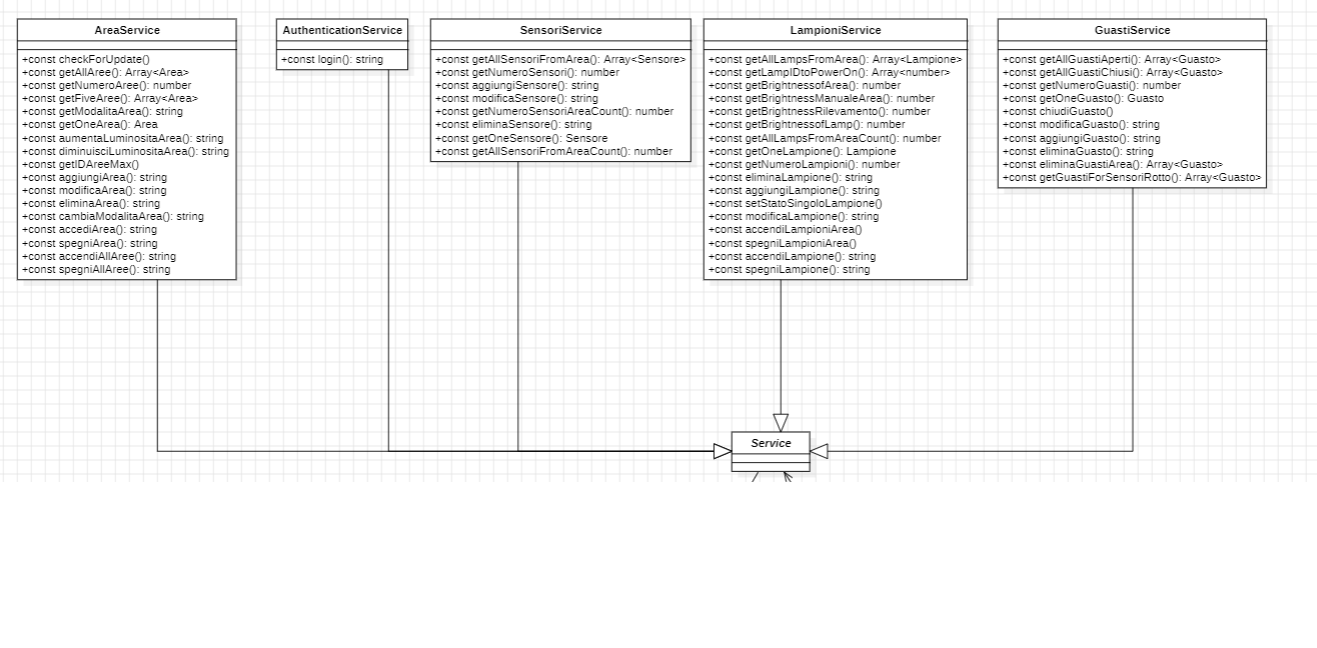 AreaService
+const checkForUpdate()
+const getAllAree(): Array<Area>
+const getNumeroAree(): number
+const getFiveAree(): Array<Area>
+const getModalitaArea(): string
+const getOneArea(): Area
+const aumentaLuminositaArea(): string
+const diminuisciLuminositaArea(): string
+const getIDAreeMax()
+const aggiungiArea(): string
+const modificaArea(): string
+const eliminaArea(): string
+const cambiaModalitaArea(): string
+const accediArea(): string
+const spegniArea(): string
+const accendiAllAree(): string
+const spegniAllAree(): string
AuthenticationService
+const login(): string
SensoriService
+const getAllSensoriFromArea(): Array<Sensore>
+const getNumeroSensori(): number
+const aggiungiSensore(): string
+const modificaSensore(): string
+const getNumeroSensoriAreaCount(): number
+const eliminaSensore(): string
+const getOneSensore(): Sensore
+const getAllSensoriFromAreaCount(): number
LampioniService
+const getAllLampsFromArea(): Array<Lampione>
+const getLampIDtoPowerOn(): Array<number>
+const getBrightnessofArea(): number
+const getBrightnessManualeArea(): number
+const getBrightnessRilevamento(): number
+const getBrightnessofLamp(): number
+const getAllLampsFromAreaCount(): number
+const getOneLampione(): Lampione
+const getNumeroLampioni(): number
+const eliminaLampione(): string
+const aggiungiLampione(): string
+const setStatoSingoloLampione()
+const modificaLampione(): string
+const accendiLampioniArea()
+const spegniLampioniArea()
+const accendiLampione(): string
+const spegniLampione(): string
GuastiService
+const getAllGuastiAperti(): Array<Guasto>
+const getAllGuastiChiusi(): Array<Guasto>
+const getNumeroGuasti(): number
+const getOneGuasto(): Guasto
+const chiudiGuasto()
+const modificaGuasto(): string
+const aggiungiGuasto(): string
+const eliminaGuasto(): string
+const eliminaGuastiArea(): Array<Guasto>
+const getGuastiForSensoriRotto(): Array<Guasto>
Service